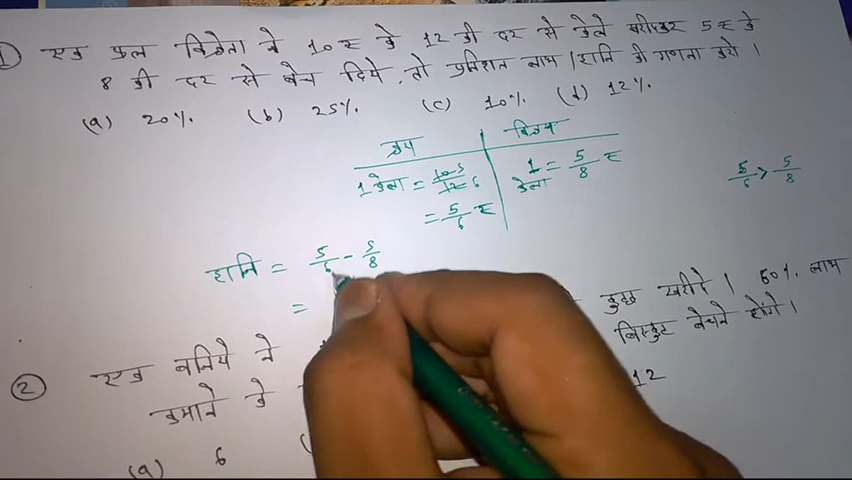 1 एक फल विक्रेता ने 10 ₹ के 12 की दर से केले खरीदकर 5 ₹ के
8 की दर से बेच दिये, तो प्रतिशत लाभ / हानि की गणना करो।
(a) 20%. (b) 25%. (c) 10%. (d) 12%.
क्रय विक्रय
1 केला = 10 5 / 12 6
= 5/6 ₹
1 केला = 5/8 ₹
5/6 > 5/8
हानि = 5/6 - 5/8
=
2 एक बनिये ने कुछ खरीदे। 60% लाभ
कमाने के बिस्कुट बेचने होंगे।
(a) 6 ( 12